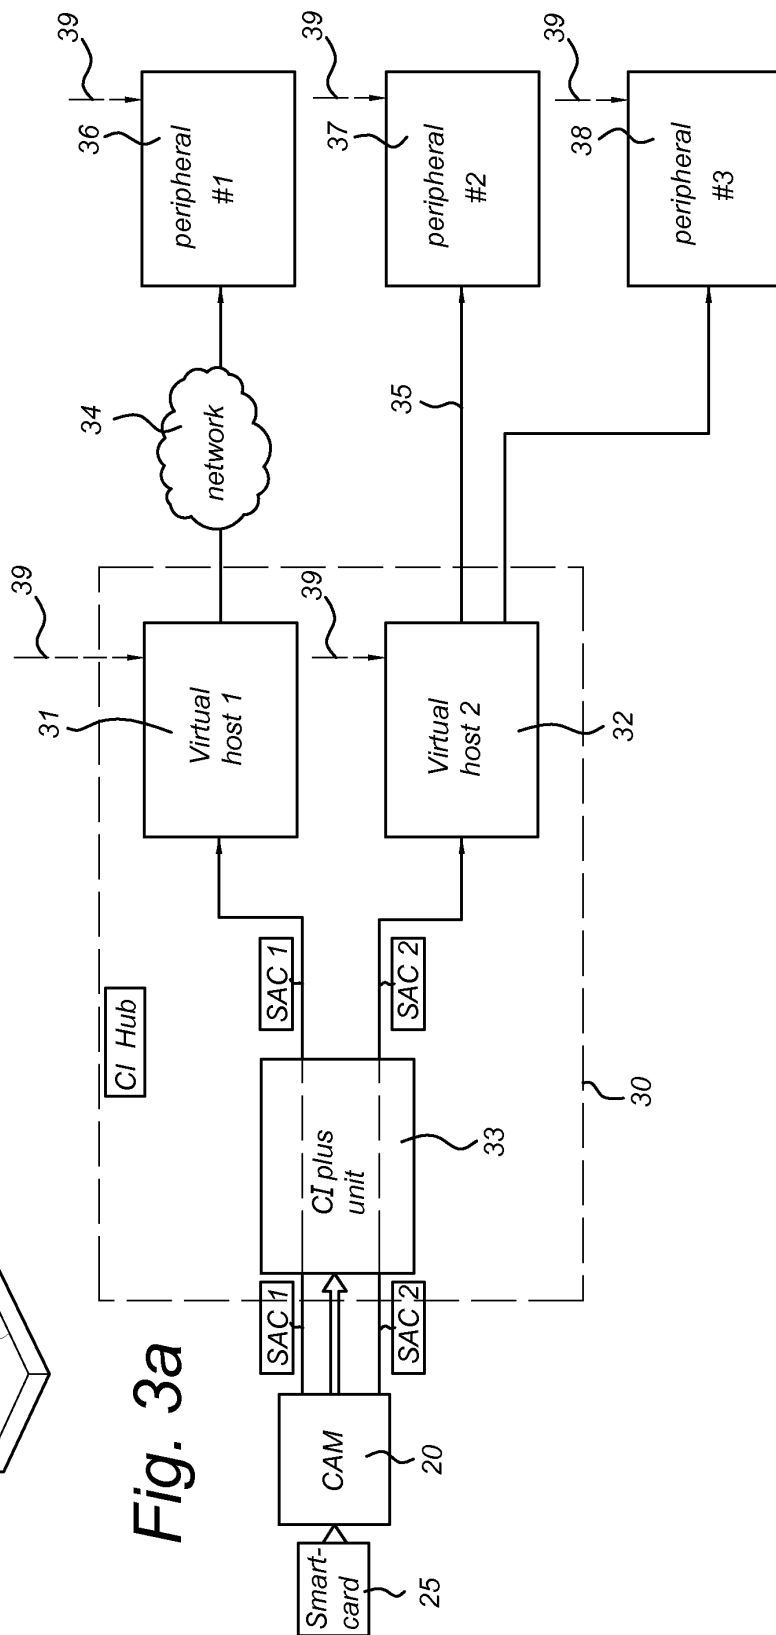 Fig. 3a
Smart-
card
25
CAM
20
SAC 1
SAC 2
CI plus
unit
33
30
CI Hub
SAC 1
SAC 2
Virtual
host 1
31
39
Virtual
host 2
32
39
network
34
35
peripheral
#1
36
39
peripheral
#2
37
39
peripheral
#3
38
39